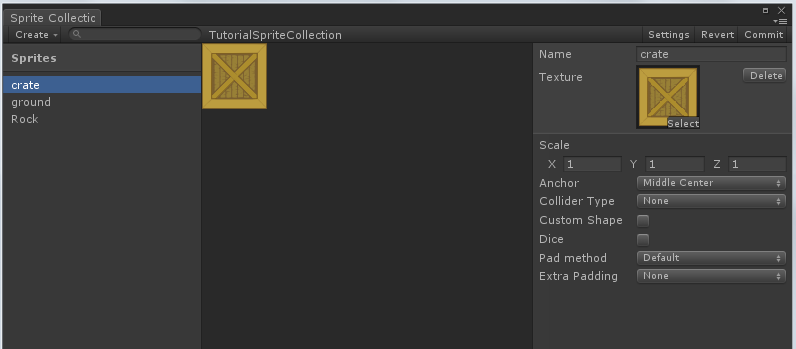 Sprite Collectic
Create TutorialSpriteCollection Settings Revert Commit
Sprites
crate
ground
Rock
Name crate
Texture Delete
Select
Scale
X 1 Y 1 Z 1
Anchor Middle Center
Collider Type None
Custom Shape
Dice
Pad method Default
Extra Padding None